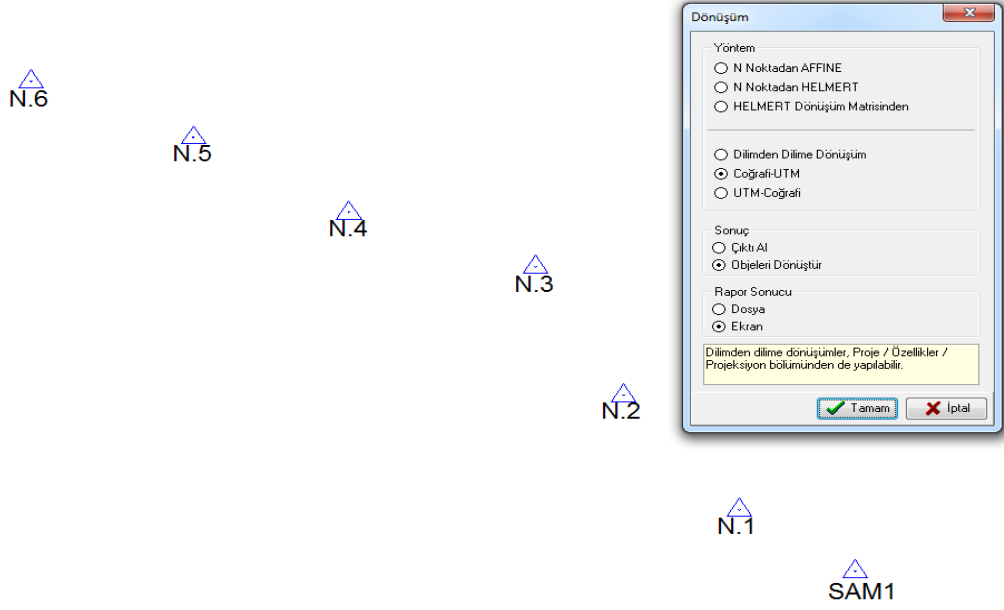 N.6
N.5
N.4
N.3
N.2
N.1
SAM1
Dönüşüm
Yöntem
N Noktadan AFFINE
N Noktadan HELMERT
HELMERT Dönüşüm Matrisinden
Dilimden Dilime Dönüşüm
Coğrafi-UTM
UTM-Coğrafi
Sonuç
Çıktı Al
Objeleri Dönüştür
Rapor Sonucu
Dosya
Ekran
Dilimden dilime dönüşümler, Proje / Özellikler /
Projeksiyon bölümünden de yapılabilir.
Tamam
İptal